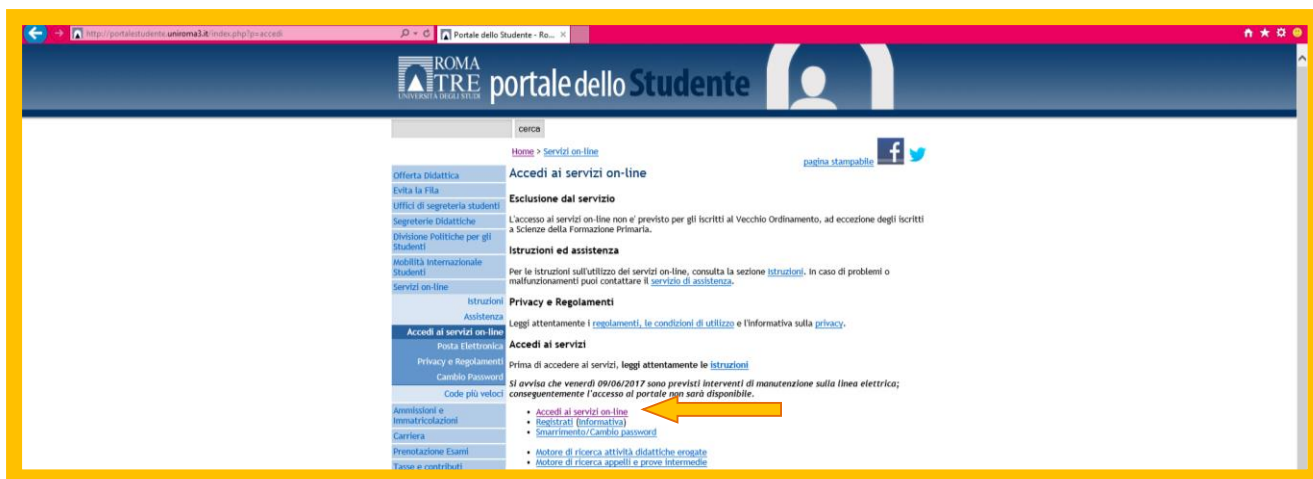 http://portalestudente.uniroma3.it/index.php?p=accedi
Portale dello Studente - Ro...
ROMA
TRE
UNIVERSITÀ DEGLI STUDI
portale dello Studente
cerca
Home > Servizi on-line
pagina stampabile
Offerta Didattica
Evita la Fila
Uffici di segreteria studenti
Segreterie Didattiche
Divisione Politiche per gli
Studenti
Mobilità Internazionale
Studenti
Servizi on-line
Istruzioni
Assistenza
Accedi ai servizi on-line
Posta Elettronica
Privacy e Regolamenti
Cambio Password
Code più veloci
Ammissioni e
Immatricolazioni
Carriera
Prenotazione Esami
Tasse e contributi
Accedi ai servizi on-line
Esclusione dal servizio
L'accesso ai servizi on-line non e' previsto per gli iscritti al Vecchio Ordinamento, ad eccezione degli iscritti
a Scienze della Formazione Primaria.
Istruzioni ed assistenza
Per le istruzioni sull'utilizzo dei servizi on-line, consulta la sezione Istruzioni. In caso di problemi o
malfunzionamenti puoi contattare il servizio di assistenza.
Privacy e Regolamenti
Leggi attentamente i regolamenti, le condizioni di utilizzo e l'informativa sulla privacy.
Accedi ai servizi
Prima di accedere ai servizi, leggi attentamente le istruzioni
Si avvisa che venerdì 09/06/2017 sono previsti interventi di manutenzione sulla linea elettrica;
conseguentemente l'accesso al portale non sarà disponibile.
• Accedi ai servizi on-line
• Registrati (Informativa)
• Smarrimento/Cambio password
• Motore di ricerca attività didattiche erogate
• Motore di ricerca appelli e prove intermedie